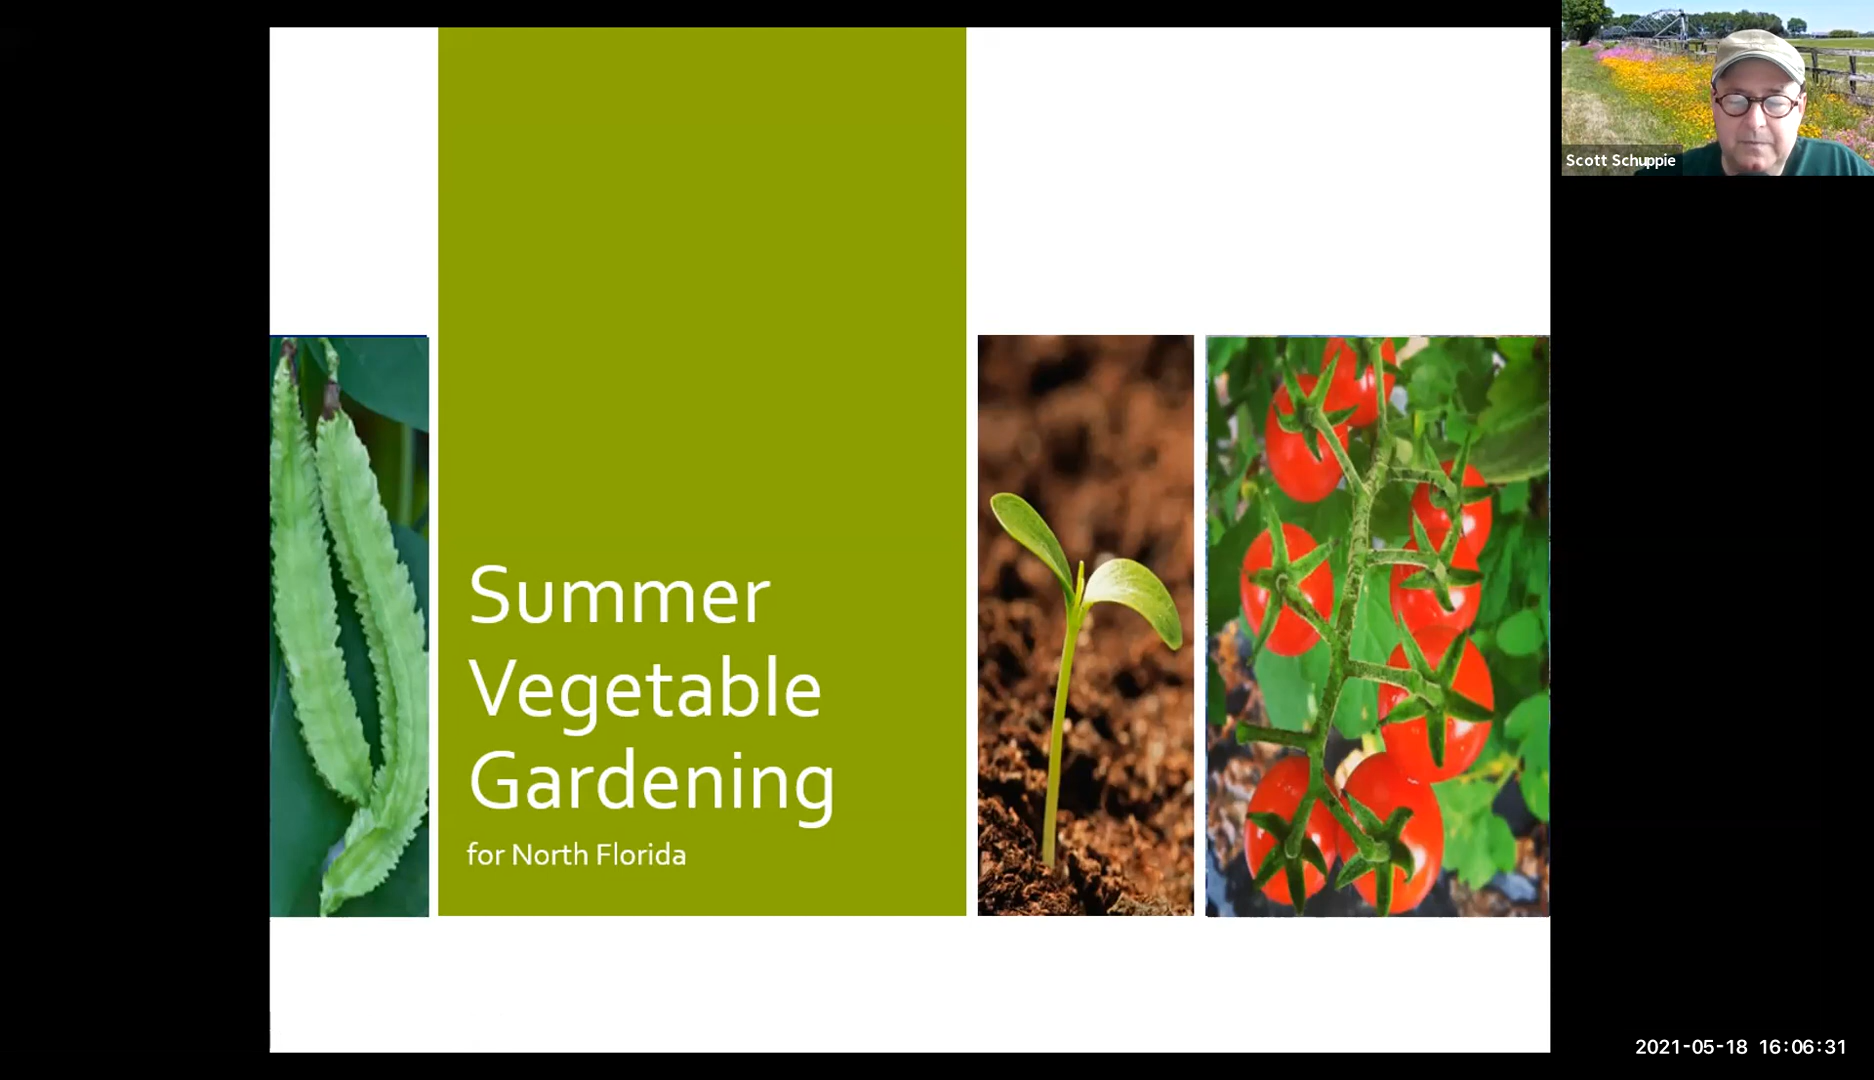 Scott Schuppie
Summer
Vegetable
Gardening
for North Florida
2021-05-18 16:06:31